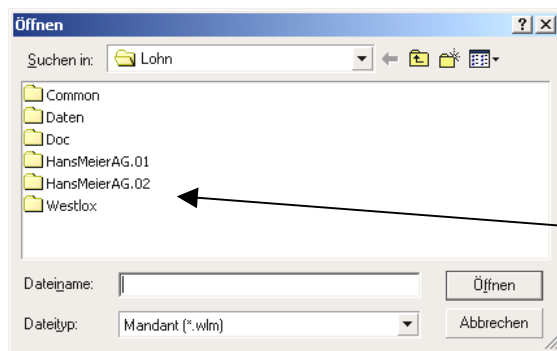 Öffnen
Suchen in: Lohn
Common
Daten
Doc
HansMeierAG.01
HansMeierAG.02
Westlox
Dateiname: Öffnen
Dateityp: Mandant (*.wlm) Abbrechen